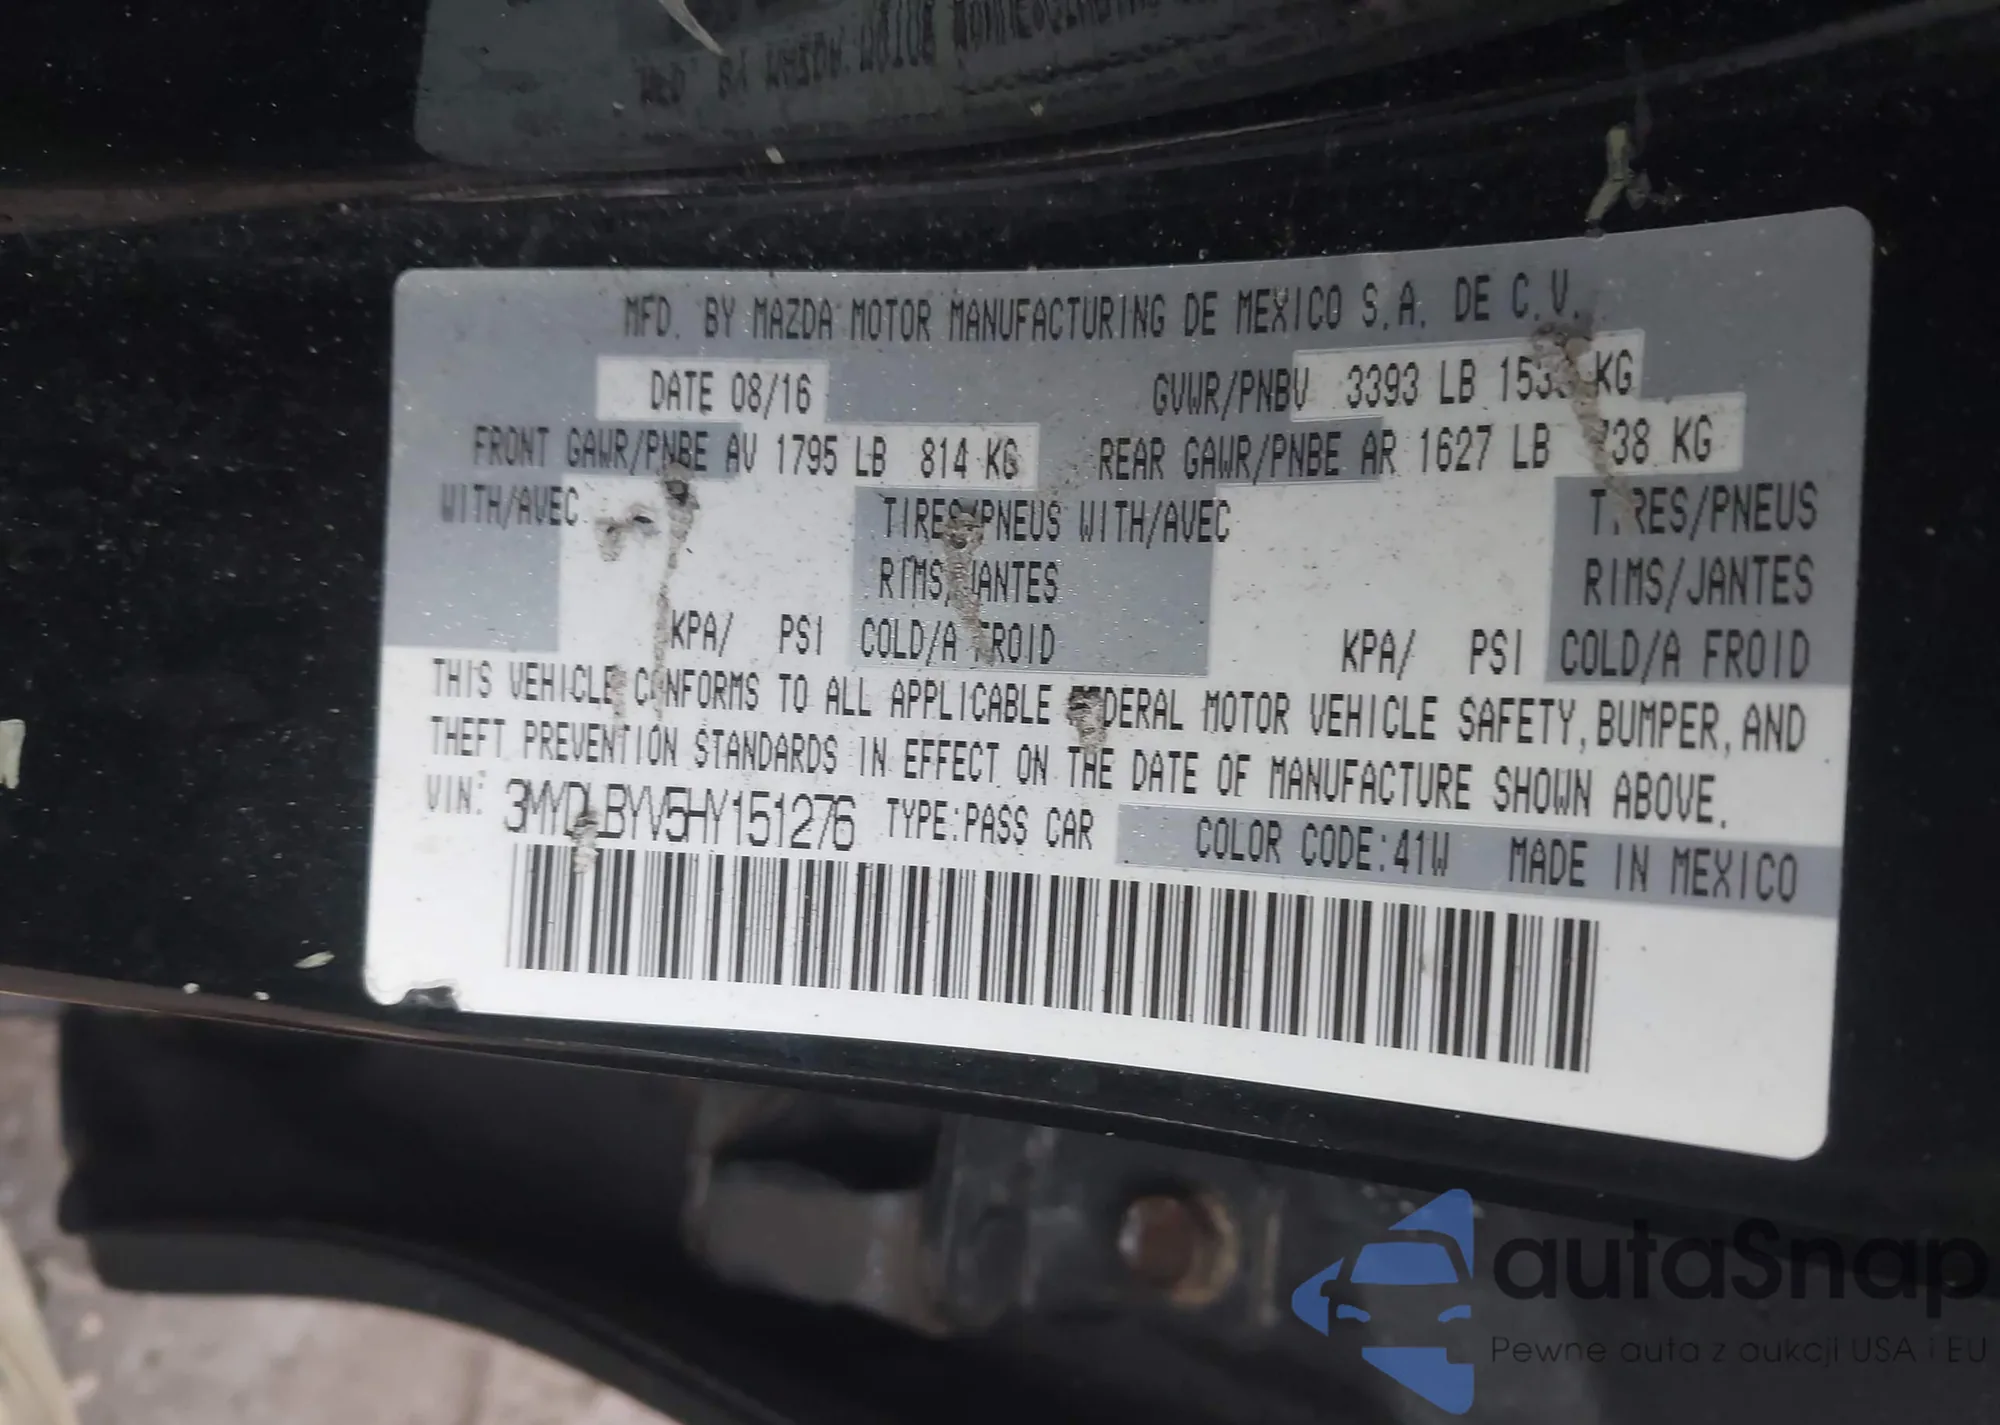 MFD. BY MAZDA MOTOR MANUFACTURING DE MEXICO S.A. DE C.V.
DATE 08/16 GVWR/PNBV 3393 LB KG
FRONT GAWR/PNBE AV 1795 LB 814 KG REAR GAWR/PNBE AR 1627 LB 738 KG
WITH/AVEC TIRES/PNEUS WITH/AVEC TIRES/PNEUS
RIMS/JANTES RIMS/JANTES
KPA/ PSI COLD/A FROID KPA/ PSI COLD/A FROID
THIS VEHICLE CONFORMS TO ALL APPLICABLE FEDERAL MOTOR VEHICLE SAFETY, BUMPER, AND
THEFT PREVENTION STANDARDS IN EFFECT ON THE DATE OF MANUFACTURE SHOWN ABOVE.
VIN: 3MYDLBYV5HY151276 TYPE:PASS CAR COLOR CODE:41W MADE IN MEXICO
autaSnap
Pewne auta z aukcji USA i EU